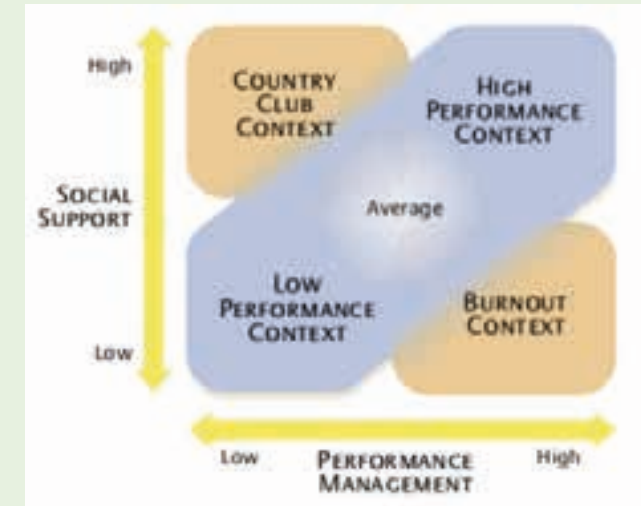 High
COUNTRY
CLUB
CONTEXT
HIGH
PERFORMANCE
CONTEXT
SOCIAL
SUPPORT
Average
LOW
PERFORMANCE
CONTEXT
BURNOUT
CONTEXT
Low
Low
PERFORMANCE
MANAGEMENT
High